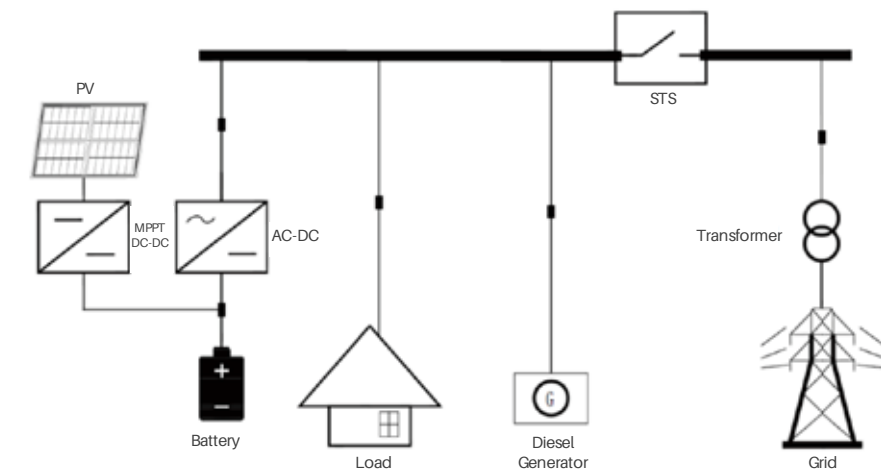 STS
PV
MPPT
DC-DC
AC-DC
Transformer
+
−
G
Battery
Load
Diesel
Generator
Grid